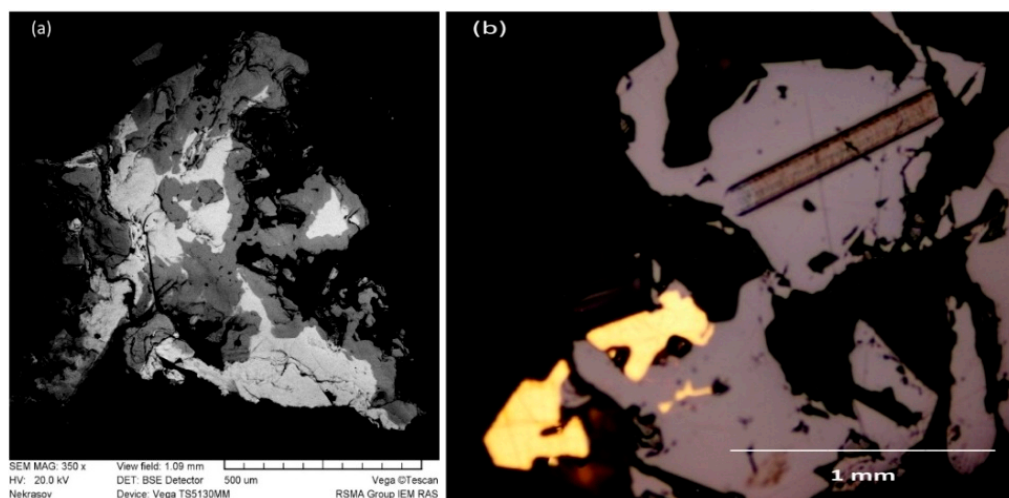 (a)
SEM MAG: 350 x View field: 1.09 mm
HV: 20.0 kV DET: BSE Detector 500 um Vega ©Tescan
Nekrasov Device: Vega TS5130MM RSMA Group IEM RAS
(b)
1 mm